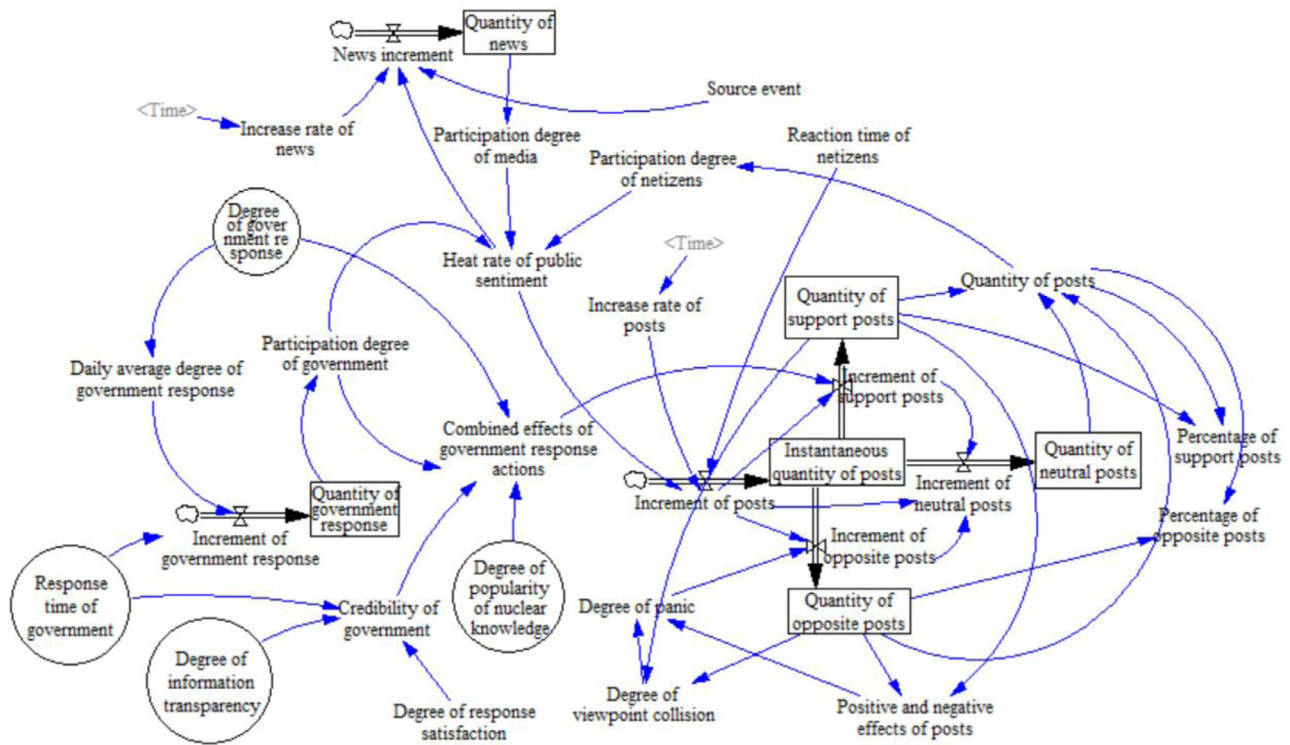 Quantity of
news
News increment
Source event
<Time>
Increase rate of
news
Participation degree
of media
Reaction time of
netizens
Participation degree
of netizens
Degree
of gover
nment re
sponse
<Time>
Heat rate of public
sentiment
Quantity of
support posts
Quantity of posts
Increase rate of
posts
Daily average degree of
government response
Participation degree
of government
Increment of
support posts
Combined effects of
government response
actions
Instantaneous
quantity of posts
Quantity of
neutral posts
Percentage of
support posts
Quantity of
government
response
Increment of posts
Increment of
neutral posts
Percentage of
opposite posts
Increment of
government response
Increment of
opposite posts
Response
time of
government
Credibility of
government
Degree of
popularity
of nuclear
knowledge
Degree of panic
Quantity of
opposite posts
Degree of
information
transparency
Degree of response
satisfaction
Degree of
viewpoint collision
Positive and negative
effects of posts